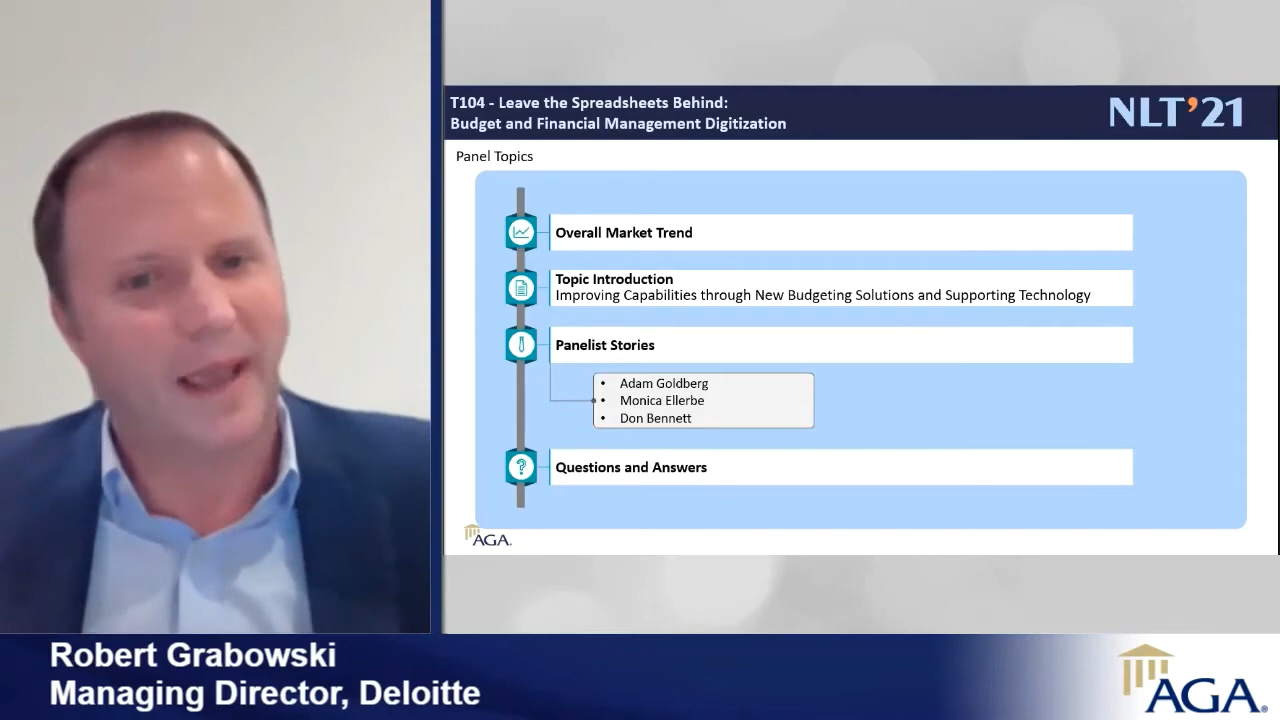 T104 - Leave the Spreadsheets Behind:
Budget and Financial Management Digitization
NLT'21
Panel Topics
Overall Market Trend
Topic Introduction
Improving Capabilities through New Budgeting Solutions and Supporting Technology
Panelist Stories
• Adam Goldberg
• Monica Ellerbe
• Don Bennett
Questions and Answers
AGA.
Robert Grabowski
Managing Director, Deloitte
AGA®